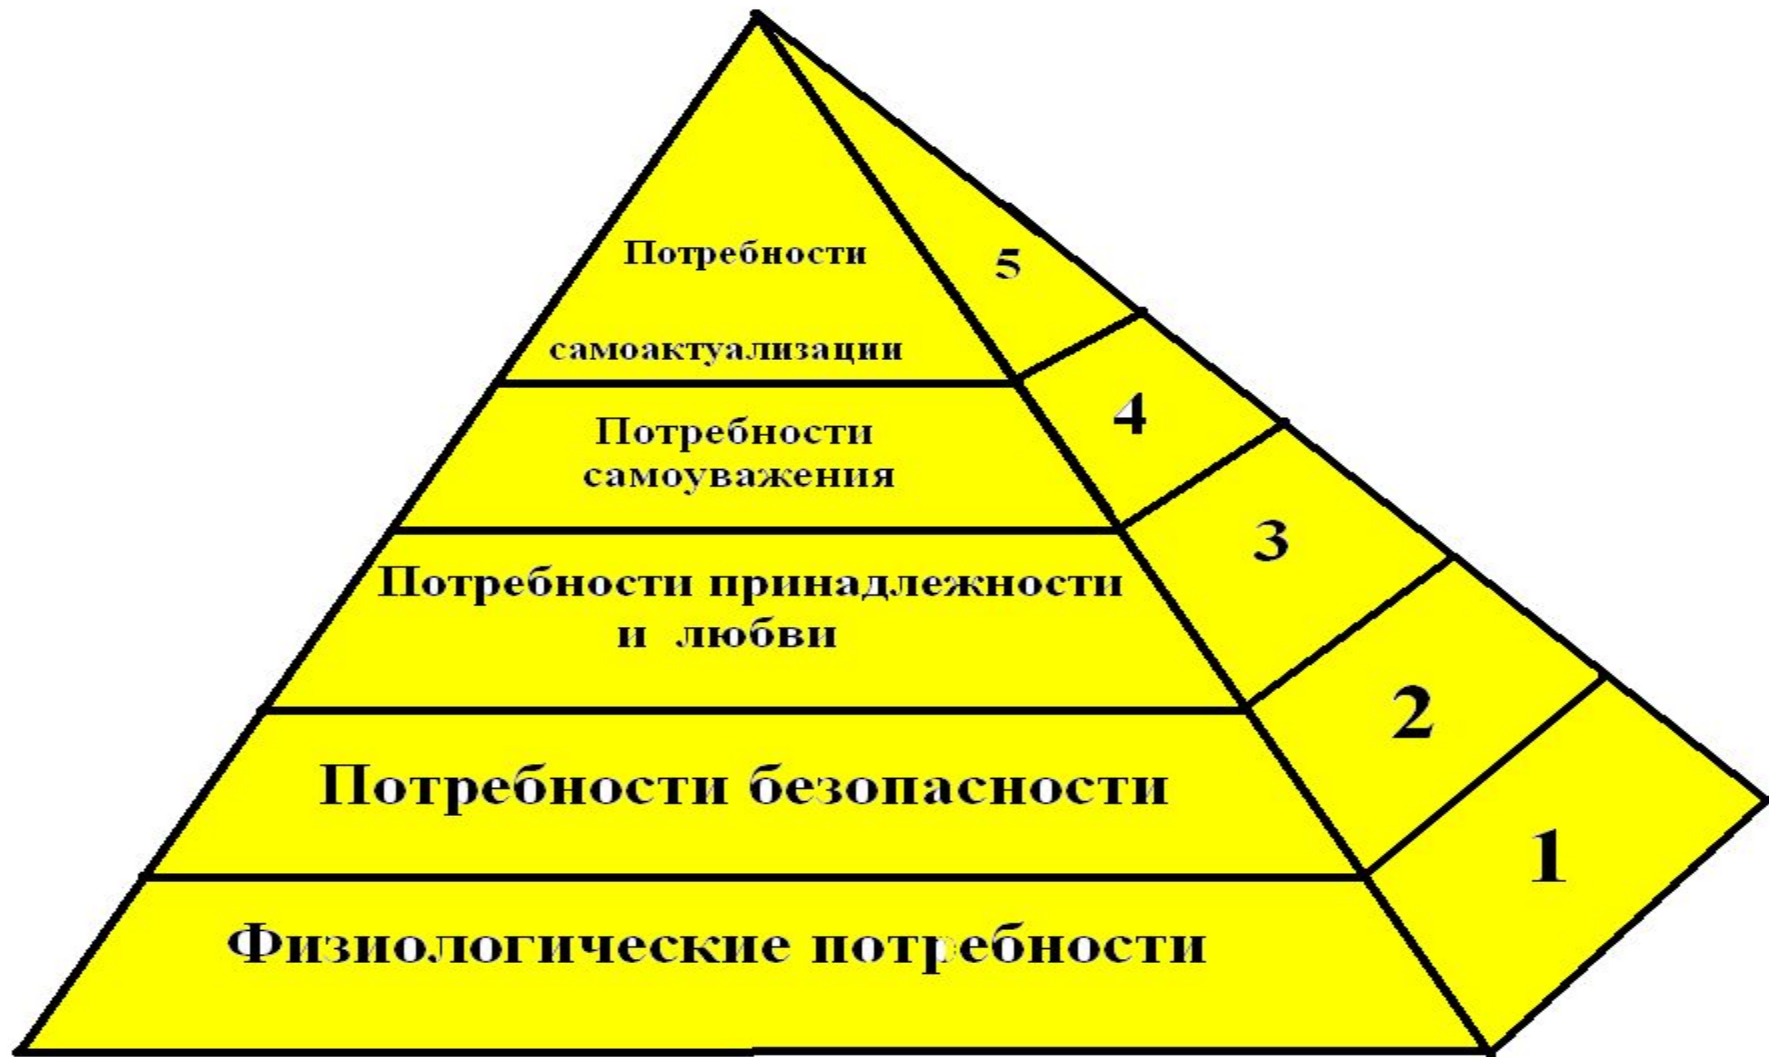 Потребности
5
самоактуализации
Потребности
самоуважения
4
Потребности принадлежности
и любви
3
Потребности безопасности
2
Физиологические потребности
1